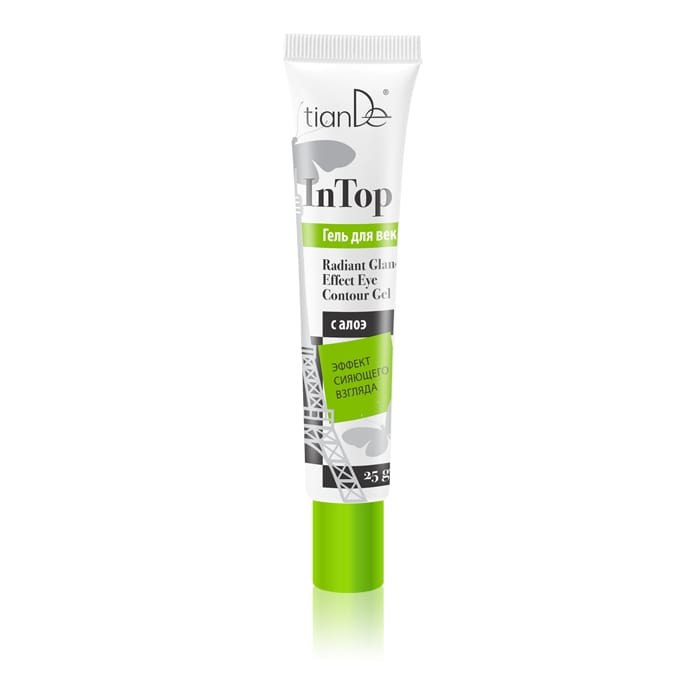 tianDe ®
InTop
Гель для век
Radiant Glan
Effect Eye
Contour Gel
с алоэ
ЭФФЕКТ
СИЯЮЩЕГО
ВЗГЛЯДА
25 g